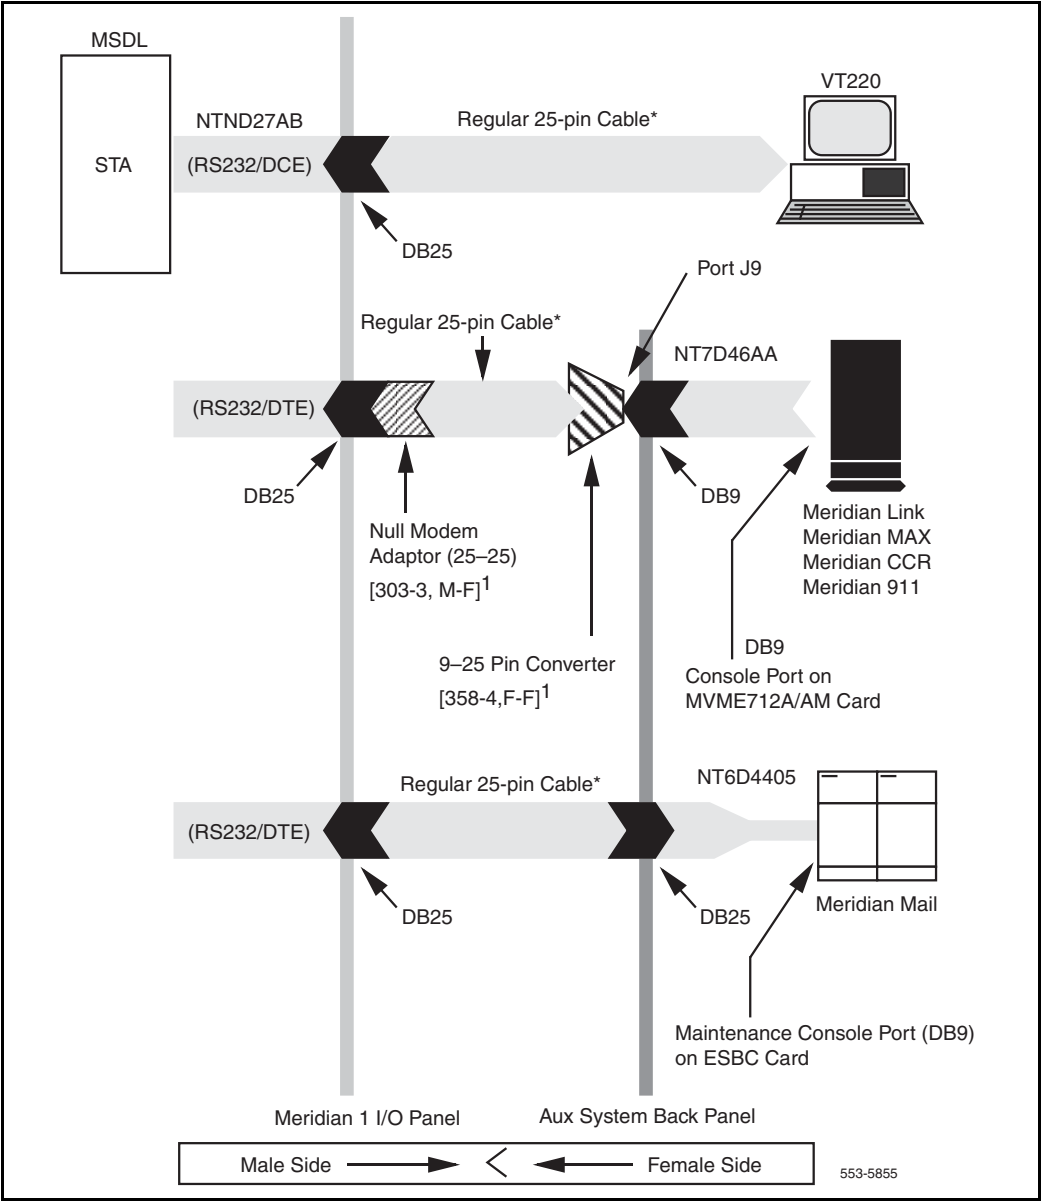 MSDL
STA
NTND27AB
(RS232/DCE)
Regular 25-pin Cable*
VT220
DB25
Port J9
Regular 25-pin Cable*
NT7D46AA
(RS232/DTE)
DB25
DB9
Null Modem
Adaptor (25–25)
[303-3, M-F]1
Meridian Link
Meridian MAX
Meridian CCR
Meridian 911
9–25 Pin Converter
[358-4,F-F]1
DB9
Console Port on
MVME712A/AM Card
Regular 25-pin Cable*
NT6D4405
(RS232/DTE)
DB25
DB25
Meridian Mail
Maintenance Console Port (DB9)
on ESBC Card
Meridian 1 I/O Panel
Aux System Back Panel
Male Side
Female Side
553-5855